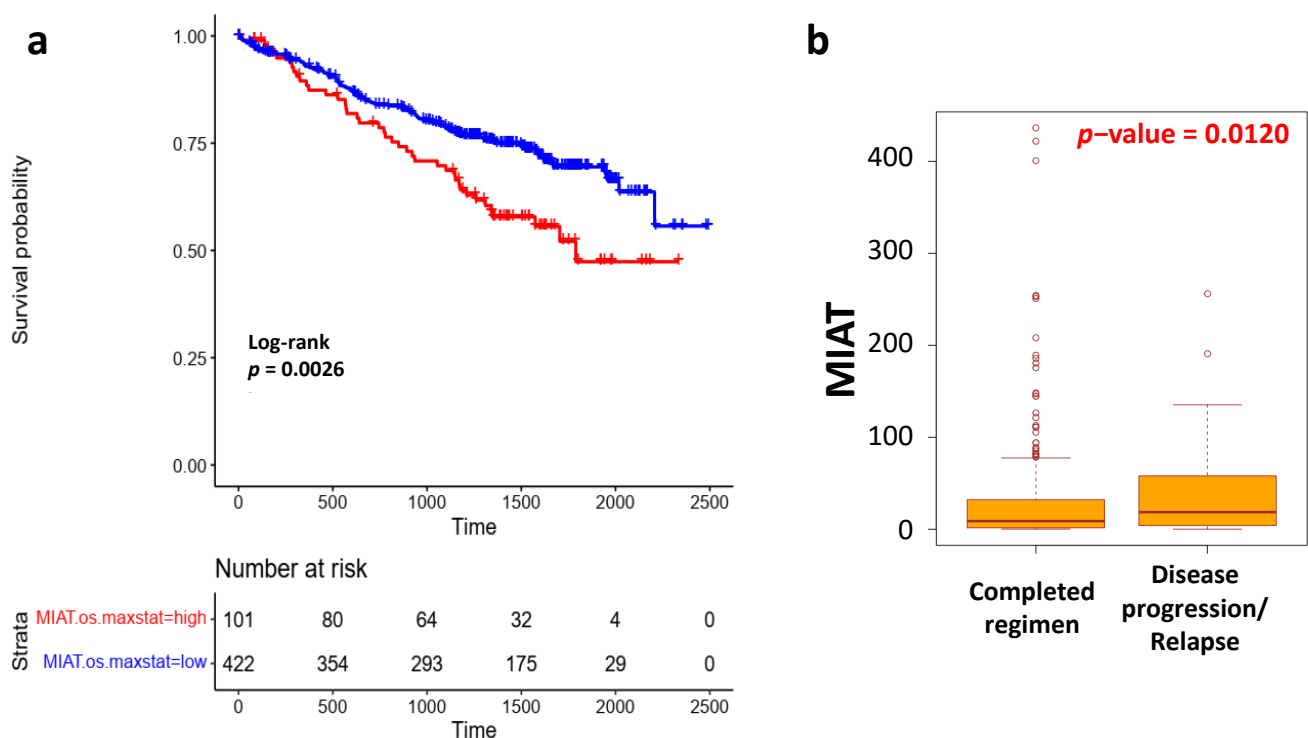 a
Survival probability
1.00
0.75
0.50
0.25
0.00
Log-rank
p = 0.0026
0 500 1000 1500 2000 2500
Time
Number at risk
Strata
MIAT.os.maxstat=high 101 80 64 32 4 0
MIAT.os.maxstat=low 422 354 293 175 29 0
0 500 1000 1500 2000 2500
Time
b
p–value = 0.0120
MIAT
400
300
200
100
0
Completed
regimen
Disease
progression/
Relapse